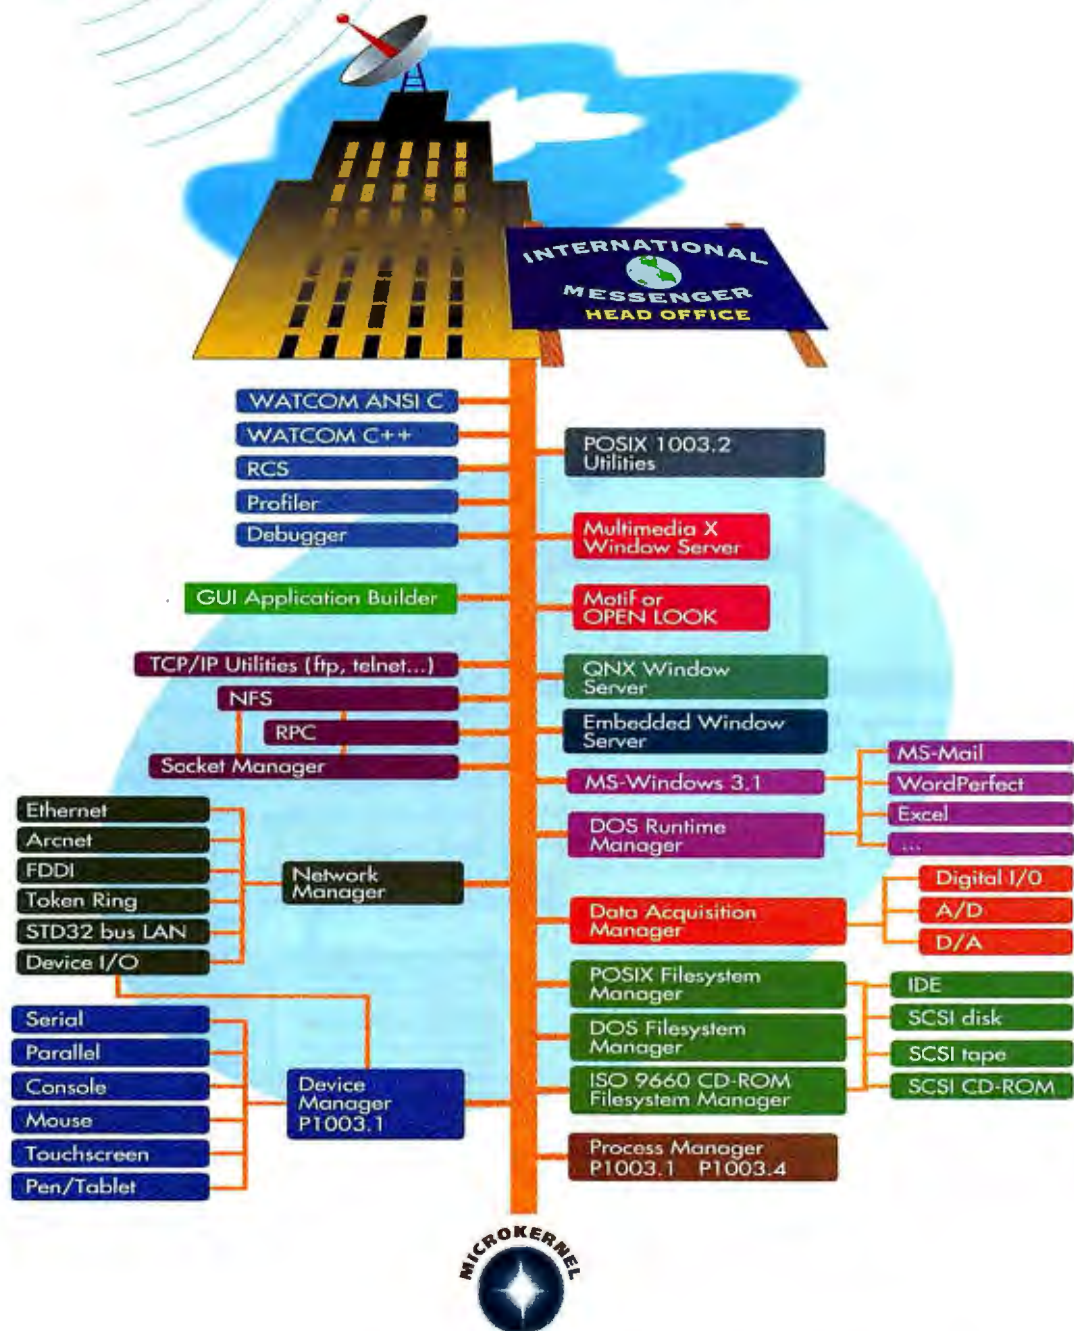 INTERNATIONAL
MESSENGER
HEAD OFFICE
WATCOM ANSI C
WATCOM C++
RCS
Profiler
Debugger
GUI Application Builder
TCP/IP Utilities (ftp, telnet...)
NFS
RPC
Socket Manager
Ethernet
Arcnet
FDDI
Token Ring
STD32 bus LAN
Device I/O
Network
Manager
Serial
Parallel
Console
Mouse
Touchscreen
Pen/Tablet
Device
Manager
P1003.1
POSIX 1003.2
Utilities
Multimedia X
Window Server
Motif or
OPEN LOOK
QNX Window
Server
Embedded Window
Server
MS-Windows 3.1
DOS Runtime
Manager
MS-Mail
WordPerfect
Excel
...
Data Acquisition
Manager
Digital I/O
A/D
D/A
POSIX Filesystem
Manager
DOS Filesystem
Manager
ISO 9660 CD-ROM
Filesystem Manager
IDE
SCSI disk
SCSI tape
SCSI CD-ROM
Process Manager
P1003.1 P1003.4
MICROKERNEL